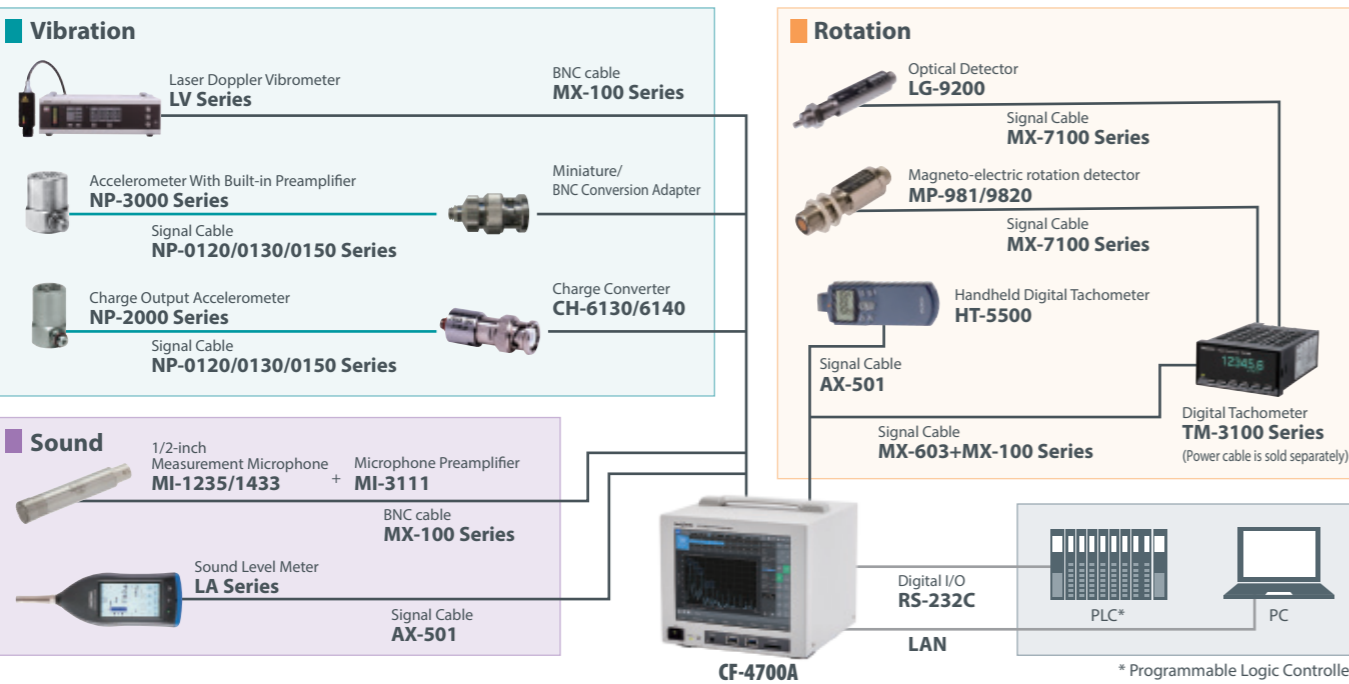 Vibration
Laser Doppler Vibrometer
LV Series
BNC cable
MX-100 Series
Accelerometer With Built-in Preamplifier
NP-3000 Series
Signal Cable
NP-0120/0130/0150 Series
Miniature/
BNC Conversion Adapter
Charge Output Accelerometer
NP-2000 Series
Signal Cable
NP-0120/0130/0150 Series
Charge Converter
CH-6130/6140
Sound
1/2-inch
Measurement Microphone
MI-1235/1433
+
Microphone Preamplifier
MI-3111
BNC cable
MX-100 Series
Sound Level Meter
LA Series
Signal Cable
AX-501
Rotation
Optical Detector
LG-9200
Signal Cable
MX-7100 Series
Magneto-electric rotation detector
MP-981/9820
Signal Cable
MX-7100 Series
Handheld Digital Tachometer
HT-5500
Signal Cable
AX-501
Signal Cable
MX-603+MX-100 Series
12345.6
Digital Tachometer
TM-3100 Series
(Power cable is sold separately)
CF-4700A
Digital I/O
RS-232C
LAN
PLC*
PC
* Programmable Logic Controlle